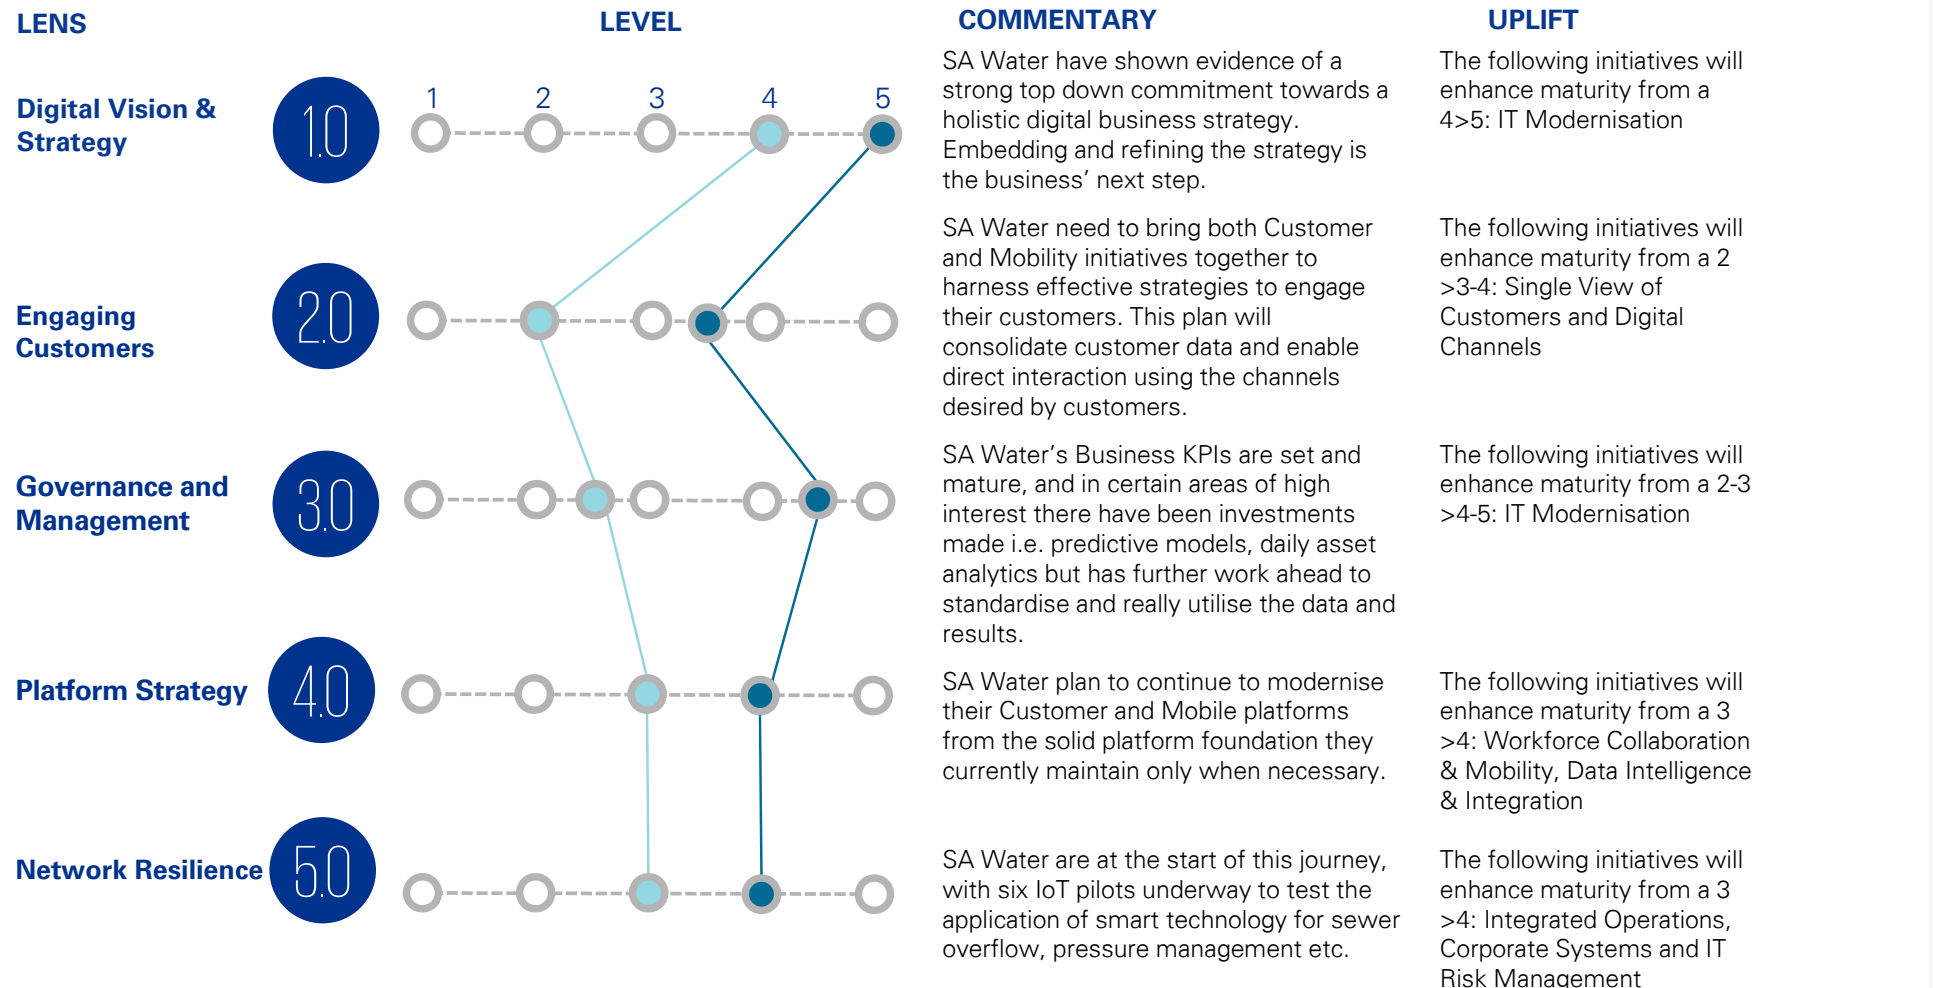 LENS
LEVEL
COMMENTARY
UPLIFT
Digital Vision &
Strategy
1.0
1 2 3 4 5
SA Water have shown evidence of a
strong top down commitment towards a
holistic digital business strategy.
Embedding and refining the strategy is
the business’ next step.
The following initiatives will
enhance maturity from a
4>5: IT Modernisation
Engaging
Customers
2.0
SA Water need to bring both Customer
and Mobility initiatives together to
harness effective strategies to engage
their customers. This plan will
consolidate customer data and enable
direct interaction using the channels
desired by customers.
The following initiatives will
enhance maturity from a 2
>3-4: Single View of
Customers and Digital
Channels
Governance and
Management
3.0
SA Water’s Business KPIs are set and
mature, and in certain areas of high
interest there have been investments
made i.e. predictive models, daily asset
analytics but has further work ahead to
standardise and really utilise the data and
results.
The following initiatives will
enhance maturity from a 2-3
>4-5: IT Modernisation
Platform Strategy
4.0
SA Water plan to continue to modernise
their Customer and Mobile platforms
from the solid platform foundation they
currently maintain only when necessary.
The following initiatives will
enhance maturity from a 3
>4: Workforce Collaboration
& Mobility, Data Intelligence
& Integration
Network Resilience
5.0
SA Water are at the start of this journey,
with six IoT pilots underway to test the
application of smart technology for sewer
overflow, pressure management etc.
The following initiatives will
enhance maturity from a 3
>4: Integrated Operations,
Corporate Systems and IT
Risk Management